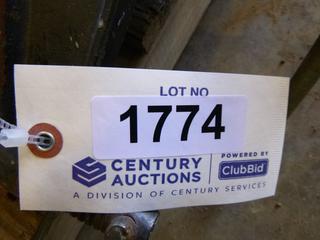 LOT NO
1774
CENTURY
AUCTIONS
POWERED BY
ClubBid
A DIVISION OF CENTURY SERVICES